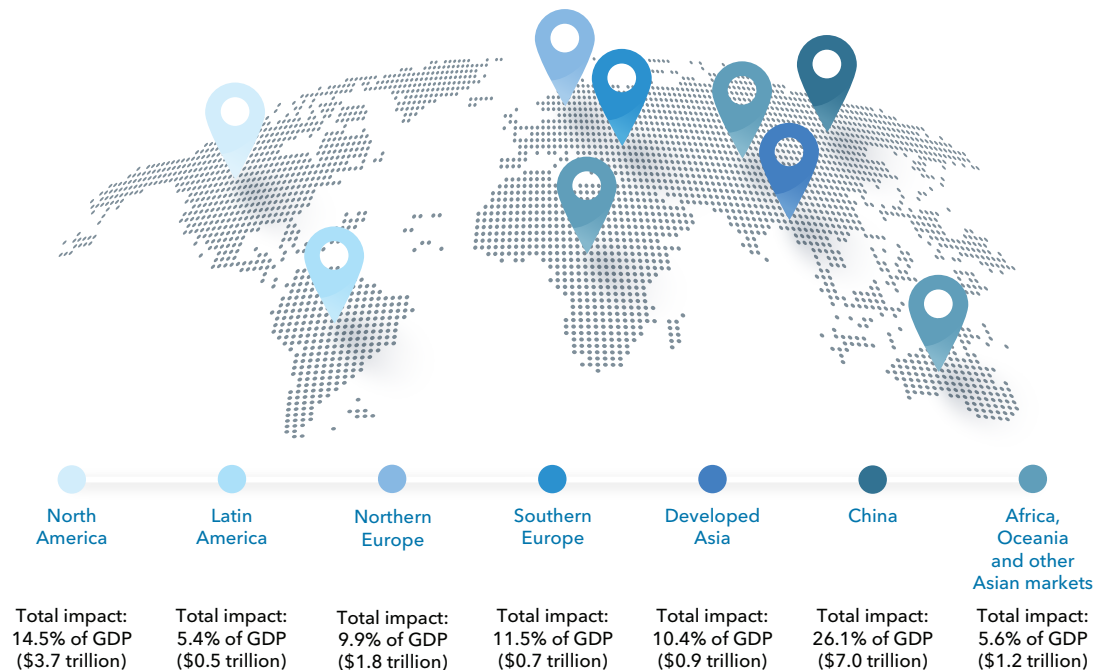 North
America
Latin
America
Northern
Europe
Southern
Europe
Developed
Asia
China
Africa,
Oceania
and other
Asian markets
Total impact:
14.5% of GDP
($3.7 trillion)
Total impact:
5.4% of GDP
($0.5 trillion)
Total impact:
9.9% of GDP
($1.8 trillion)
Total impact:
11.5% of GDP
($0.7 trillion)
Total impact:
10.4% of GDP
($0.9 trillion)
Total impact:
26.1% of GDP
($7.0 trillion)
Total impact:
5.6% of GDP
($1.2 trillion)